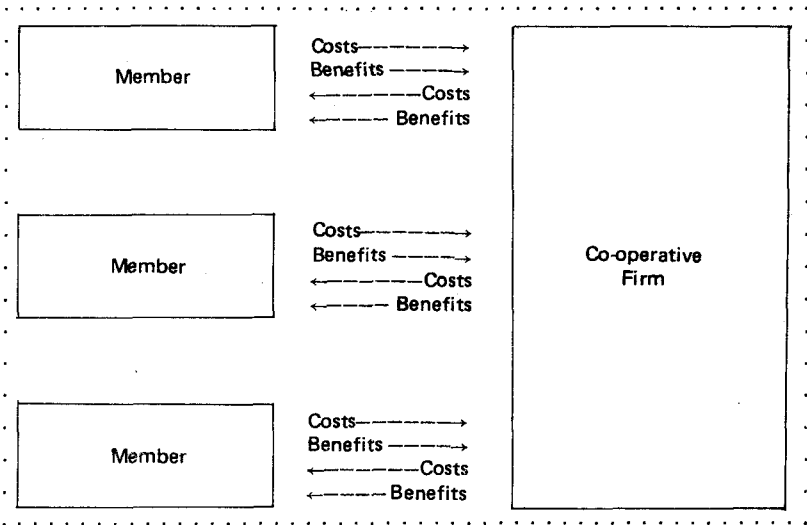 Member
Costs
Benefits
Costs
Benefits
Member
Costs
Benefits
Costs
Benefits
Co-operative
Firm
Member
Costs
Benefits
Costs
Benefits